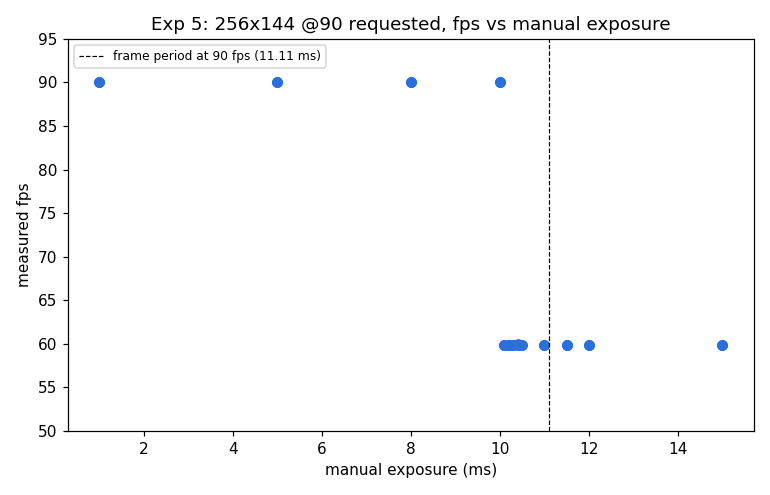 Exp 5: 256x144 @90 requested, fps vs manual exposure
frame period at 90 fps (11.11 ms)
95
90
85
80
75
70
65
60
55
50
measured fps
2 4 6 8 10 12 14
manual exposure (ms)